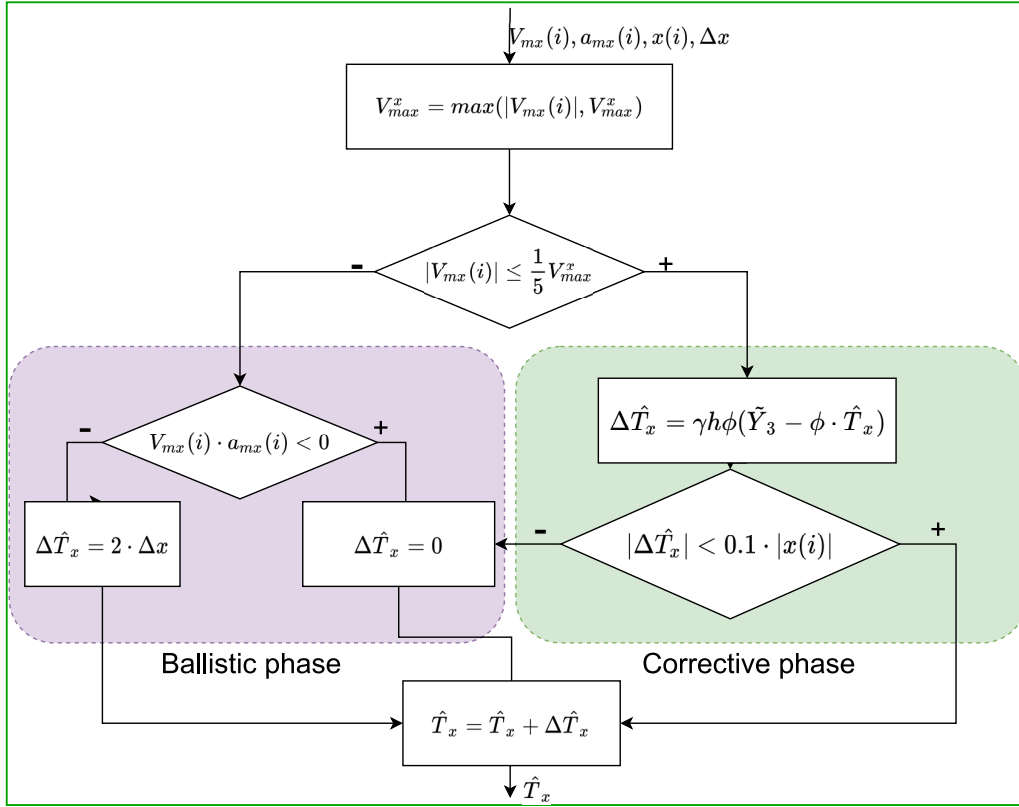 V_{mx}(i), a_{mx}(i), x(i), Δx
V^x_{max} = max(|V_{mx}(i)|, V^x_{max})
|V_{mx}(i)| ≤ \frac{1}{5} V^x_{max}
-
+
V_{mx}(i) · a_{mx}(i) < 0
-
+
ΔT̂_x = γhϕ(Ỹ_3 − ϕ · T̂_x)
ΔT̂_x = 2 · Δx
ΔT̂_x = 0
|ΔT̂_x| < 0.1 · |x(i)|
-
+
Ballistic phase
Corrective phase
T̂_x = T̂_x + ΔT̂_x
T̂_x